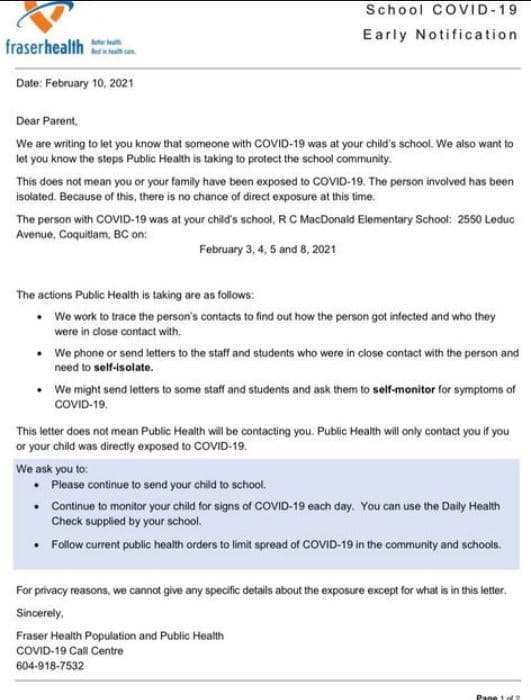 School COVID-19
Early Notification
fraserhealth
Better health.
Best in health care.
Date: February 10, 2021
Dear Parent,
We are writing to let you know that someone with COVID-19 was at your child's school. We also want to
let you know the steps Public Health is taking to protect the school community.
This does not mean you or your family have been exposed to COVID-19. The person involved has been
isolated. Because of this, there is no chance of direct exposure at this time.
The person with COVID-19 was at your child's school, R C MacDonald Elementary School: 2550 Leduc
Avenue, Coquitlam, BC on:
February 3, 4, 5 and 8, 2021
The actions Public Health is taking are as follows:
• We work to trace the person's contacts to find out how the person got infected and who they
were in close contact with.
• We phone or send letters to the staff and students who were in close contact with the person and
need to self-isolate.
• We might send letters to some staff and students and ask them to self-monitor for symptoms of
COVID-19.
This letter does not mean Public Health will be contacting you. Public Health will only contact you if you
or your child was directly exposed to COVID-19.
We ask you to:
• Please continue to send your child to school.
• Continue to monitor your child for signs of COVID-19 each day. You can use the Daily Health
Check supplied by your school.
• Follow current public health orders to limit spread of COVID-19 in the community and schools.
For privacy reasons, we cannot give any specific details about the exposure except for what is in this letter.
Sincerely,
Fraser Health Population and Public Health
COVID-19 Call Centre
604-918-7532
Page 1 of 2